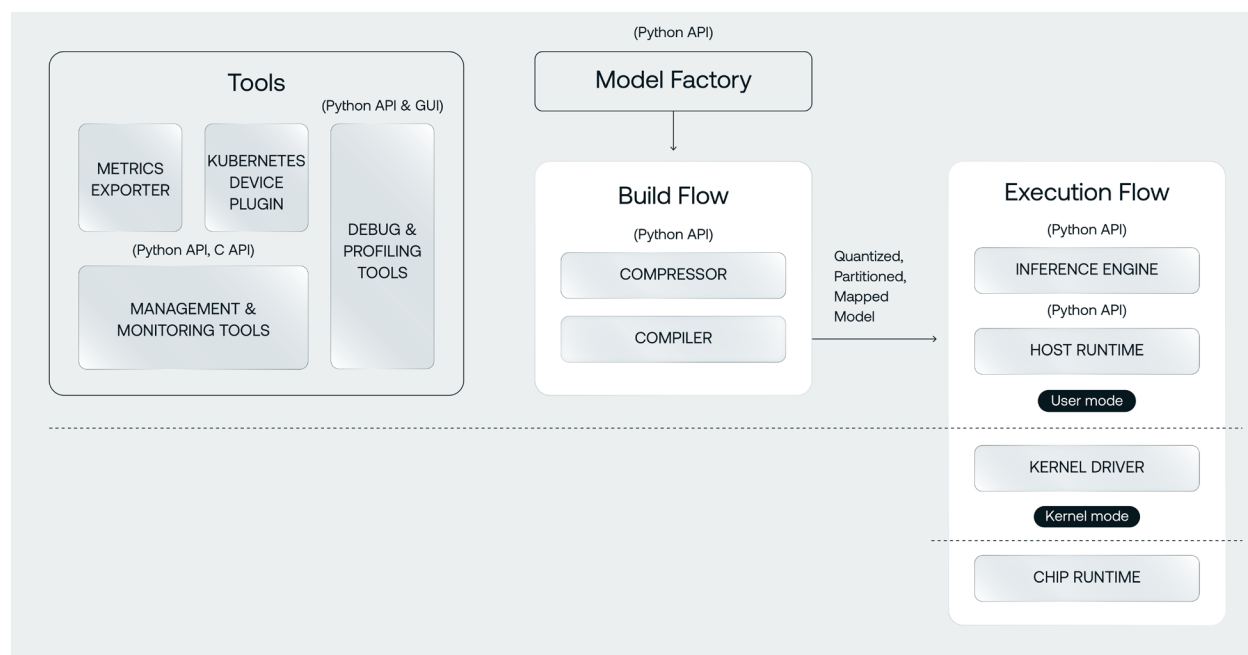 Tools
(Python API & GUI)
METRICS
EXPORTER
KUBERNETES
DEVICE
PLUGIN
DEBUG &
PROFILING
TOOLS
(Python API, C API)
MANAGEMENT &
MONITORING TOOLS
(Python API)
Model Factory
Build Flow
(Python API)
COMPRESSOR
COMPILER
Quantized,
Partitioned,
Mapped
Model
Execution Flow
(Python API)
INFERENCE ENGINE
(Python API)
HOST RUNTIME
User mode
KERNEL DRIVER
Kernel mode
CHIP RUNTIME